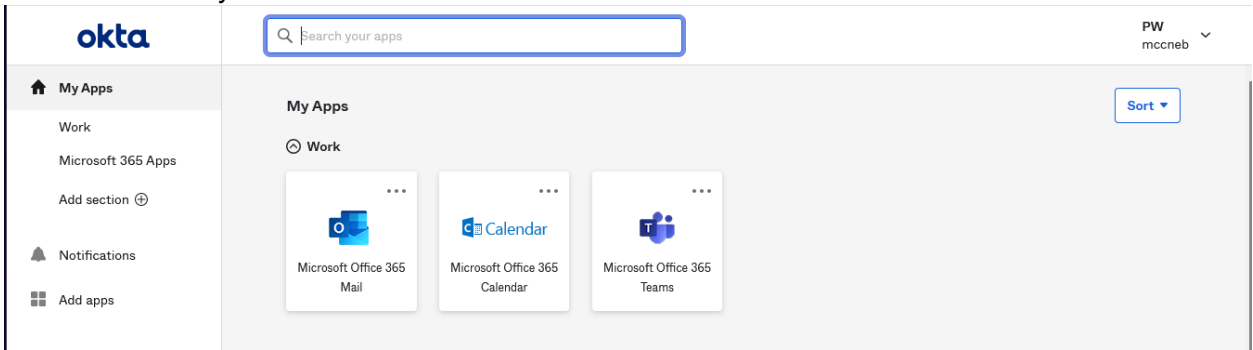 okta
Search your apps
PW
mccneb
My Apps
Work
Microsoft 365 Apps
Add section
Notifications
Add apps
My Apps
Sort
Work
Microsoft Office 365
Mail
Calendar
Microsoft Office 365
Calendar
Microsoft Office 365
Teams